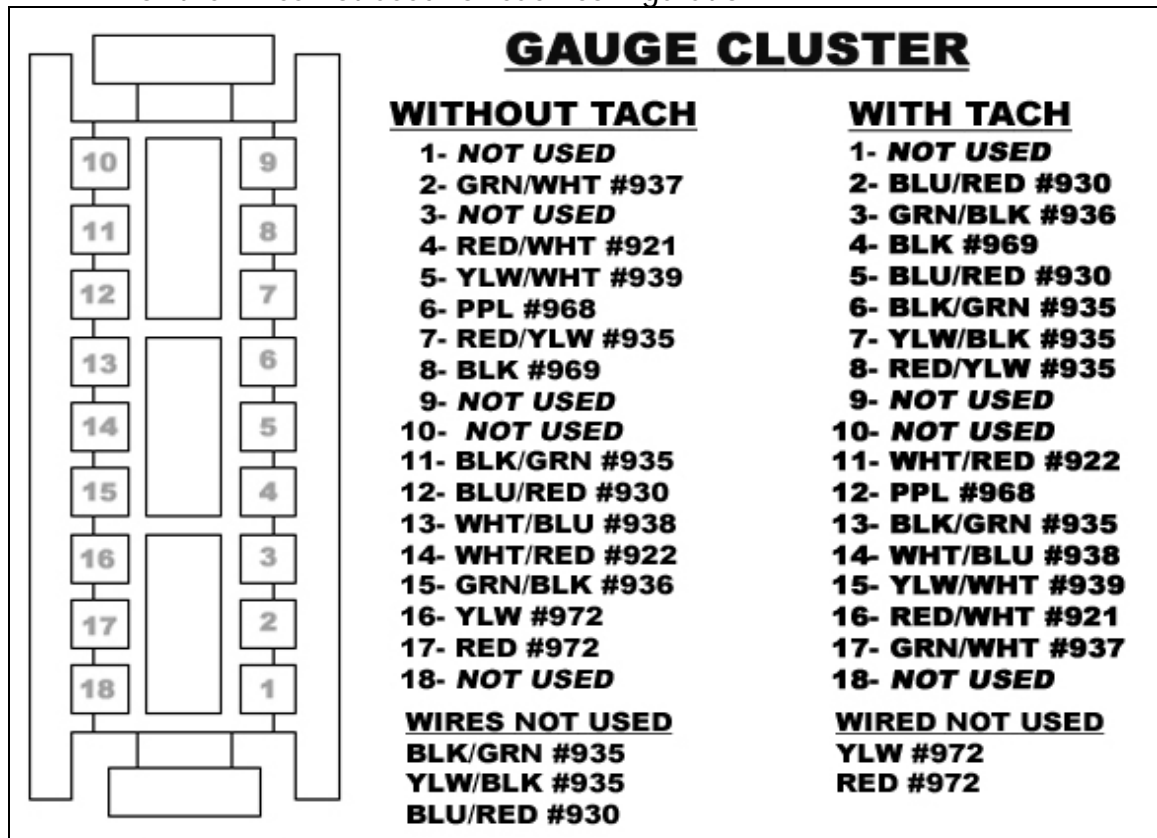 GAUGE CLUSTER
10
9
11
8
12
7
13
6
14
5
15
4
16
3
17
2
18
1
WITHOUT TACH
1- NOT USED
2- GRN/WHT #937
3- NOT USED
4- RED/WHT #921
5- YLW/WHT #939
6- PPL #968
7- RED/YLW #935
8- BLK #969
9- NOT USED
10- NOT USED
11- BLK/GRN #935
12- BLU/RED #930
13- WHT/BLU #938
14- WHT/RED #922
15- GRN/BLK #936
16- YLW #972
17- RED #972
18- NOT USED
WIRES NOT USED
BLK/GRN #935
YLW/BLK #935
BLU/RED #930
WITH TACH
1- NOT USED
2- BLU/RED #930
3- GRN/BLK #936
4- BLK #969
5- BLU/RED #930
6- BLK/GRN #935
7- YLW/BLK #935
8- RED/YLW #935
9- NOT USED
10- NOT USED
11- WHT/RED #922
12- PPL #968
13- BLK/GRN #935
14- WHT/BLU #938
15- YLW/WHT #939
16- RED/WHT #921
17- GRN/WHT #937
18- NOT USED
WIRED NOT USED
YLW #972
RED #972